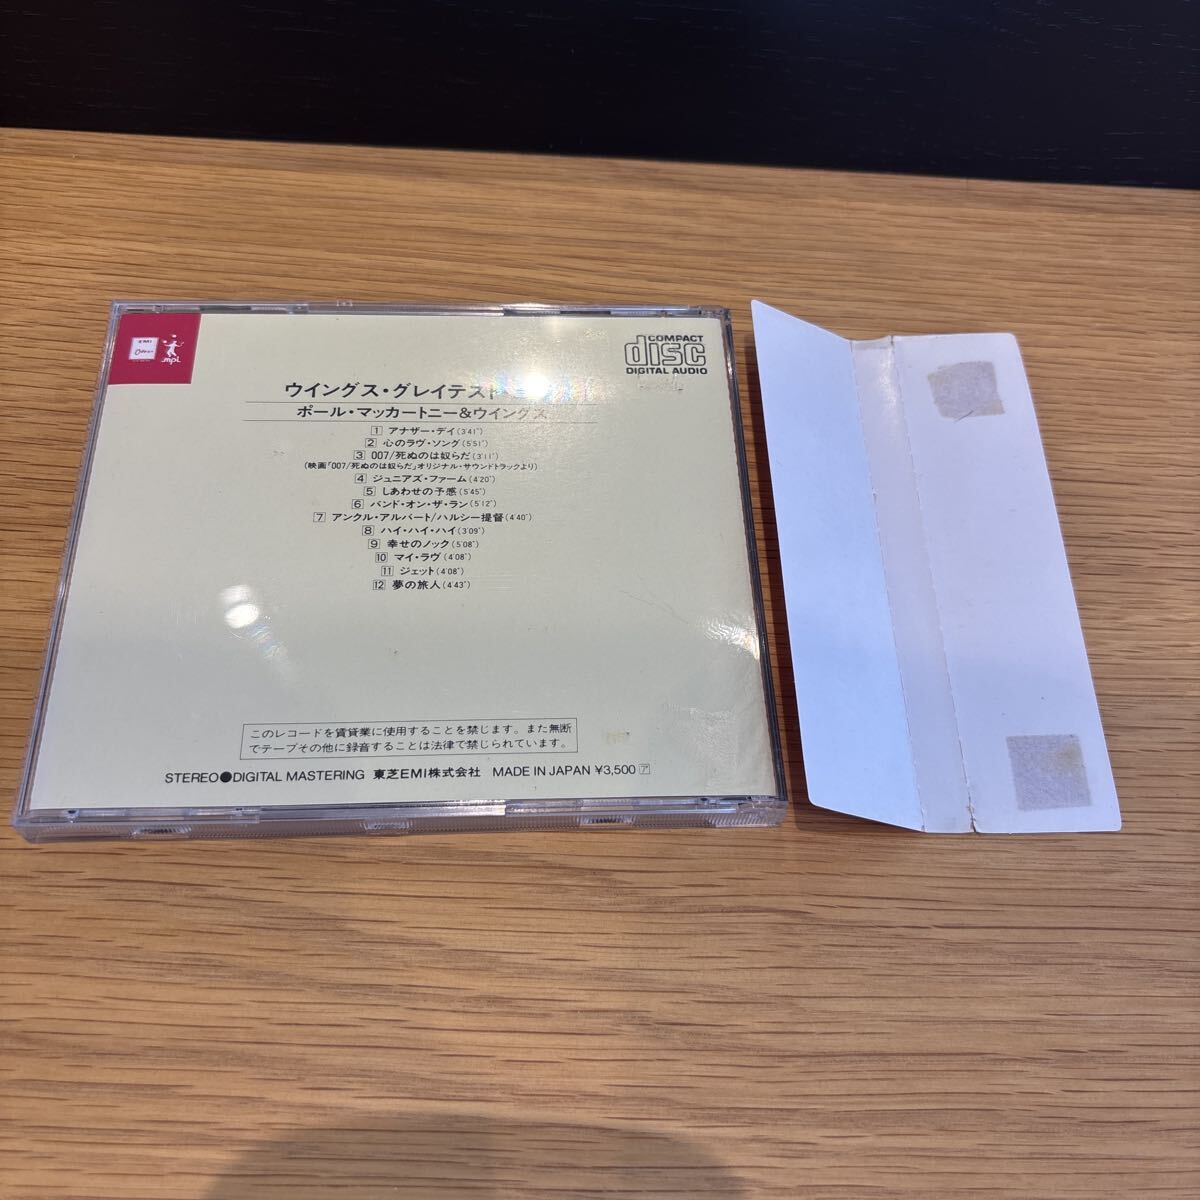 EMI
Odeon
mpL
COMPACT
disc
DIGITAL AUDIO
ウイングス・グレイテスト
ポール・マッカートニー&ウイングス
1 アナザー・デイ(3'41")
2 心のラヴ・ソング(5'51")
3 007/死ぬのは奴らだ(3'11")
(映画「007/死ぬのは奴らだ」オリジナル・サウンドトラックより)
4 ジュニアズ・ファーム(4'20")
5 しあわせの予感(5'45")
6 バンド・オン・ザ・ラン(5'12")
7 アンクル・アルバート/ハルシー提督(4'40")
8 ハイ・ハイ・ハイ(3'09")
9 幸せのノック(5'08")
10 マイ・ラヴ(4'08")
11 ジェット(4'08")
12 夢の旅人(4'43")
このレコードを賃貸業に使用することを禁じます。また無断
でテープその他に録音することは法律で禁じられています。
STEREO●DIGITAL MASTERING 東芝EMI株式会社 MADE IN JAPAN ¥3,500 ア